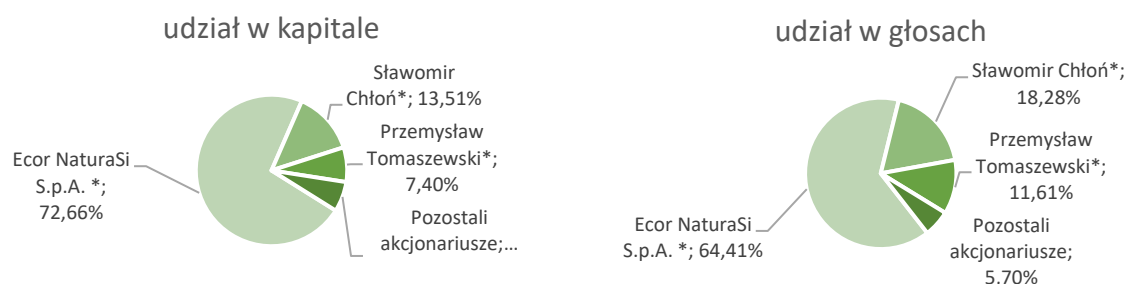 udział w kapitale
Sławomir
Chłoń*; 13,51%
Przemysław
Tomaszewski*;
7,40%
Ecor NaturaSi
S.p.A. *;
72,66%
Pozostali
akcjonariusze;...
udział w głosach
Sławomir Chłoń*;
18,28%
Przemysław
Tomaszewski*;
11,61%
Ecor NaturaSi
S.p.A. *; 64,41%
Pozostali
akcjonariusze;
5,70%